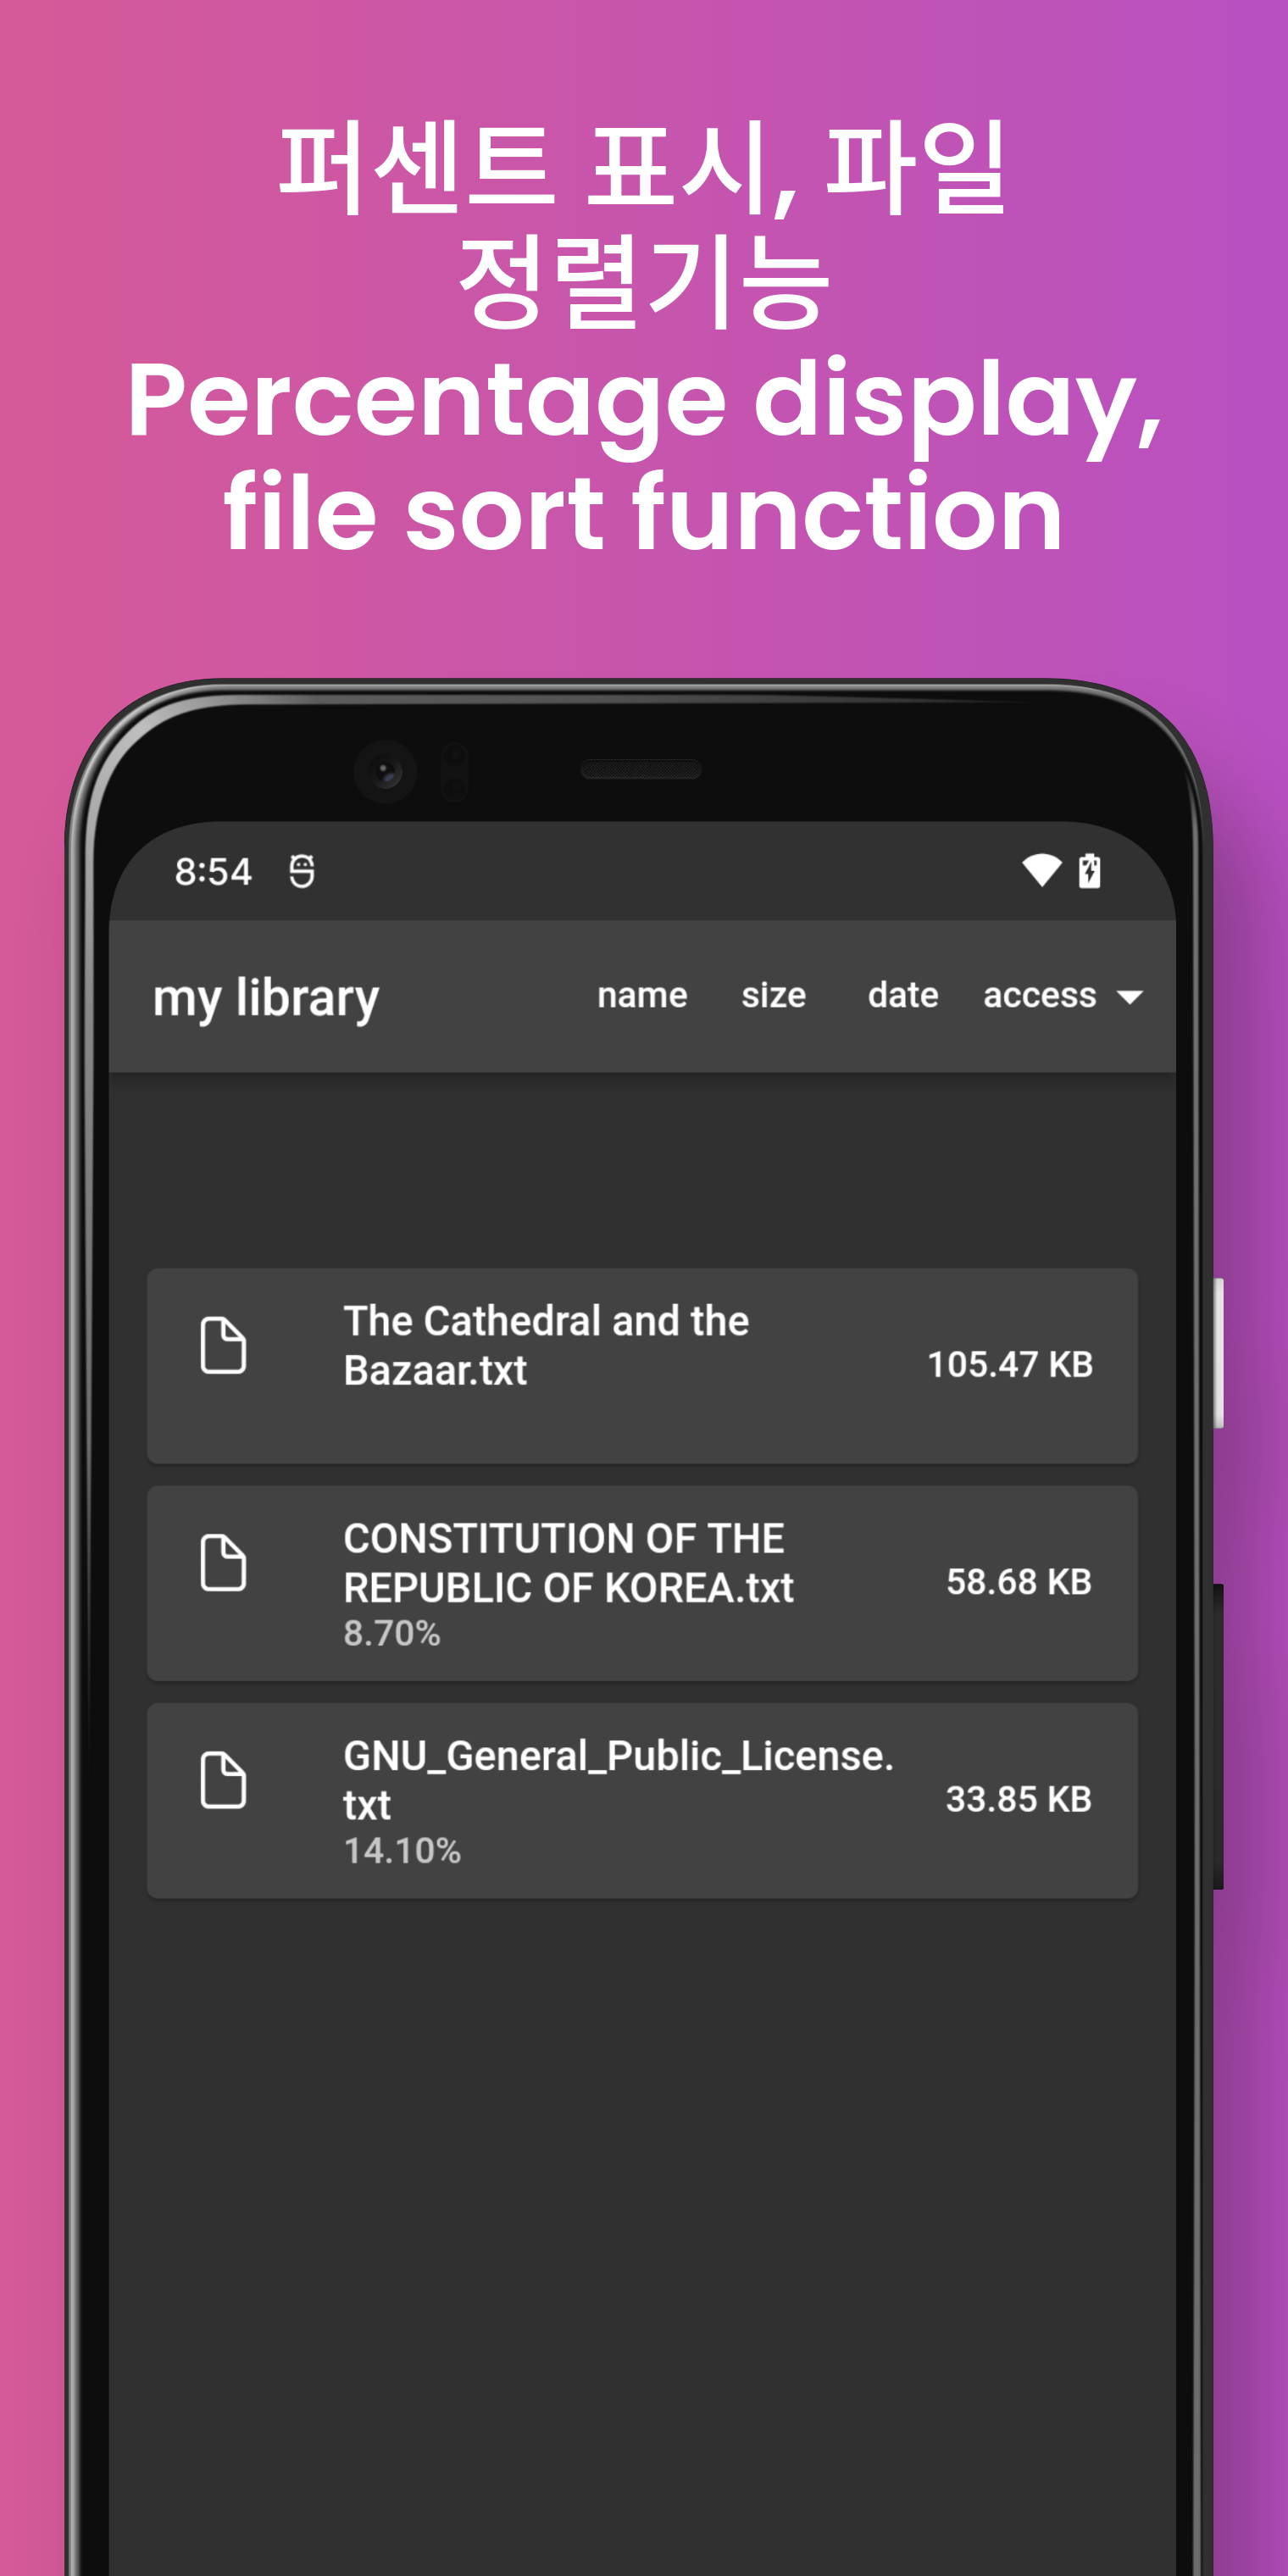 퍼센트 표시, 파일
정렬기능
Percentage display,
file sort function
8:54
my library name size date access
The Cathedral and the
Bazaar.txt
105.47 KB
CONSTITUTION OF THE
REPUBLIC OF KOREA.txt
8.70%
58.68 KB
GNU_General_Public_License.
txt
14.10%
33.85 KB